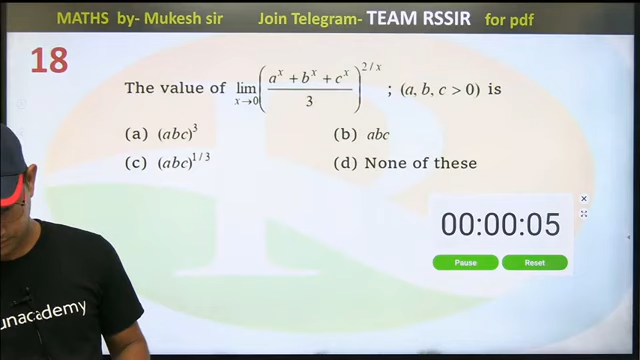 MATHS by- Mukesh sir Join Telegram- TEAM RSSIR for pdf
18
The value of lim x→0 ((a^x + b^x + c^x)/3)^(2/x) ; (a, b, c > 0) is
(a) (abc)^3 (b) abc
(c) (abc)^(1/3) (d) None of these
00:00:05
Pause Reset
unacademy